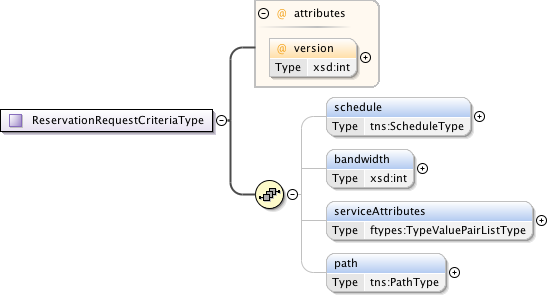 @ attributes
@ version
Type xsd:int
ReservationRequestCriteriaType
schedule
Type tns:ScheduleType
bandwidth
Type xsd:int
serviceAttributes
Type ftypes:TypeValuePairListType
path
Type tns:PathType